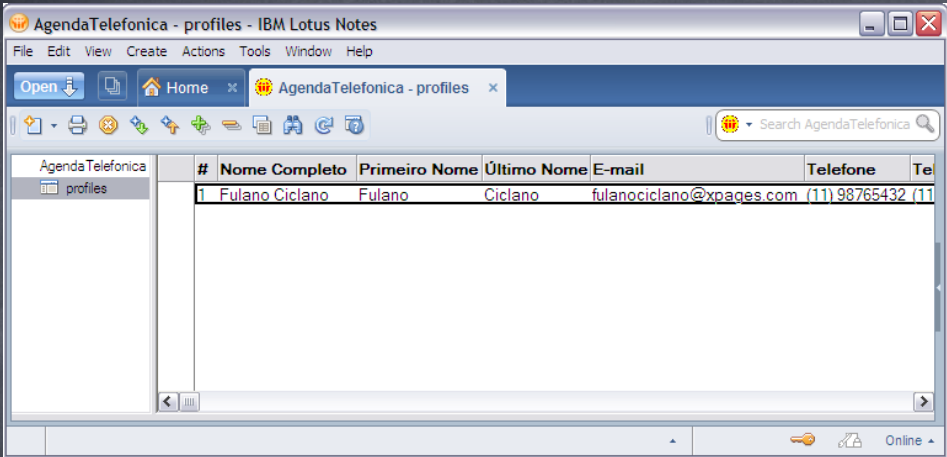 AgendaTelefonica - profiles - IBM Lotus Notes
File Edit View Create Actions Tools Window Help
Open Home AgendaTelefonica - profiles
Search AgendaTelefonica
AgendaTelefonica
profiles
# Nome Completo Primeiro Nome Último Nome E-mail Telefone Tel
1 Fulano Ciclano Fulano Ciclano fulanociclano@xpages.com (11) 98765432 (11
Online